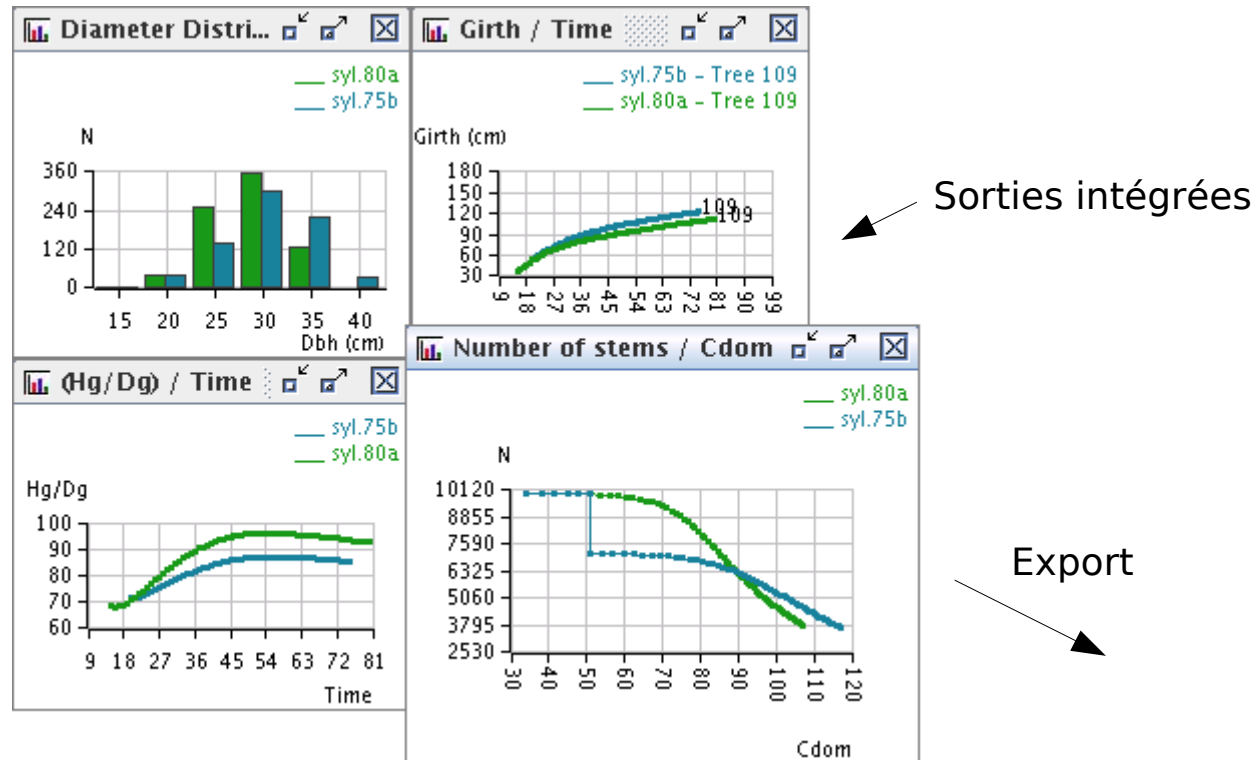 Diameter Distri...
syl.80a
syl.75b
N
360
240
120
0
15 20 25 30 35 40
Dbh (cm)
Girth / Time
syl.75b - Tree 109
syl.80a - Tree 109
Girth (cm)
180
150
120
90
60
30
109
109
9 18 27 36 45 54 63 72 81 90 99
Sorties intégrées
(Hg/Dg) / Time
syl.75b
syl.80a
Hg/Dg
100
90
80
70
60
9 18 27 36 45 54 63 72 81
Time
Number of stems / Cdom
syl.80a
syl.75b
N
10120
8855
7590
6325
5060
3795
2530
30 40 50 60 70 80 90 100 110 120
Cdom
Export